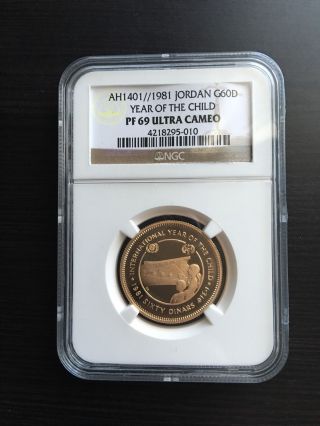 AH1401//1981 JORDAN G60D
YEAR OF THE CHILD
PF 69 ULTRA CAMEO
4218295-010
NGC
INTERNATIONAL YEAR OF THE CHILD
1981 SIXTY DINARS